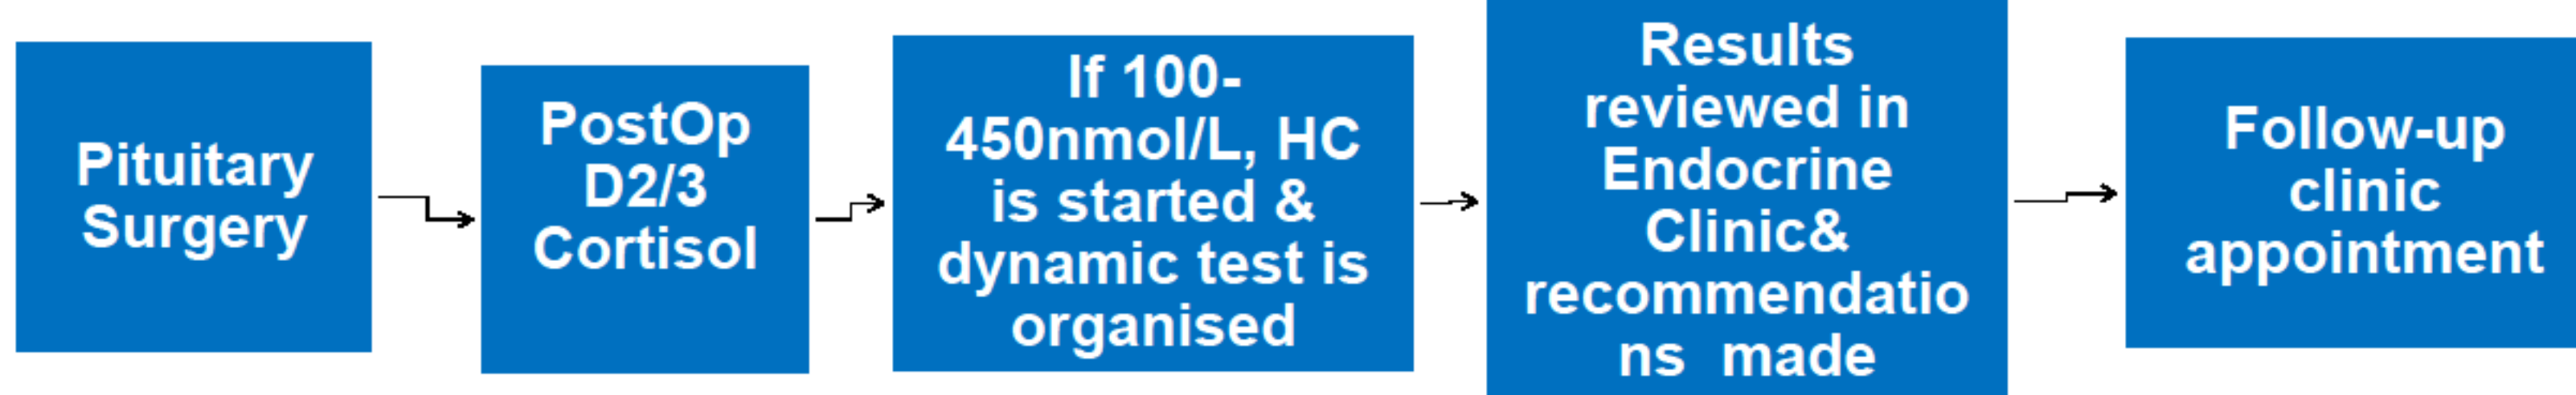 Pituitary
Surgery
PostOp
D2/3
Cortisol
If 100-
450nmol/L, HC
is started &
dynamic test is
organised
Results
reviewed in
Endocrine
Clinic&
recommendatio
ns  made
Follow-up
clinic
appointment